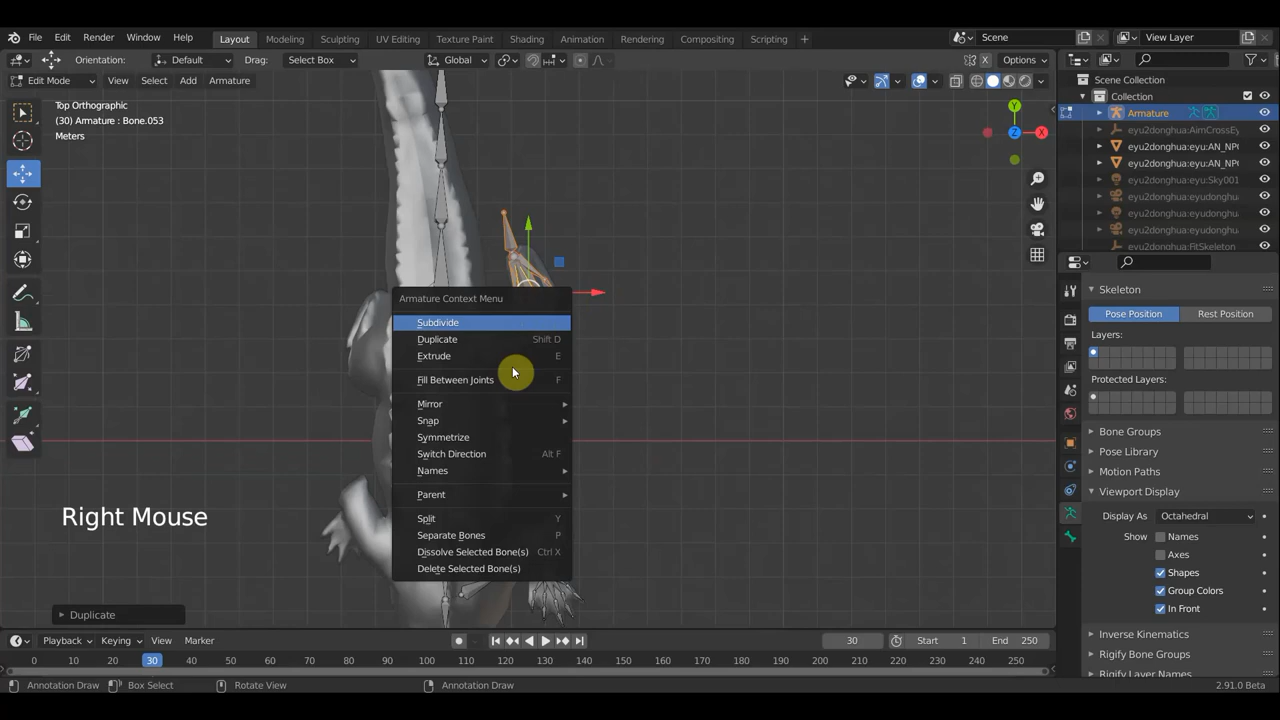 File Edit Render Window Help Layout Modeling Sculpting UV Editing Texture Paint Shading Animation Rendering Compositing Scripting + Scene View Layer
Orientation: Default Drag: Select Box Global X Options
Edit Mode View Select Add Armature
Top Orthographic
(30) Armature : Bone.053
Meters
Y
Z
X
Scene Collection
Collection
Armature
eyu2donghua:AimCrossEy
eyu2donghua:eyu:AN_NP(
eyu2donghua:eyu:AN_NP(
eyu2donghua:eyu:Sky001
eyu2donghua:eyudonghua:
eyu2donghua:eyudonghua:
eyu2donghua:eyudonghua:
eyu2donghua:FitSkeleton
Armature Context Menu
Subdivide
Duplicate Shift D
Extrude E
Fill Between Joints F
Mirror
Snap
Symmetrize
Switch Direction Alt F
Names
Parent
Split Y
Separate Bones P
Dissolve Selected Bone(s) Ctrl X
Delete Selected Bone(s)
Skeleton
Pose Position Rest Position
Layers:
Protected Layers:
Bone Groups
Pose Library
Motion Paths
Viewport Display
Display As Octahedral
Show Names
Axes
Shapes
Group Colors
In Front
Inverse Kinematics
Rigify Bone Groups
Rigify Layer Names
Right Mouse
Duplicate
Playback Keying View Marker 30 Start 1 End 250
0 10 20 30 40 50 60 70 80 90 100 110 120 130 140 150 160 170 180 190 200 210 220 230 240 250
Annotation Draw Box Select Rotate View Annotation Draw 2.91.0 Beta